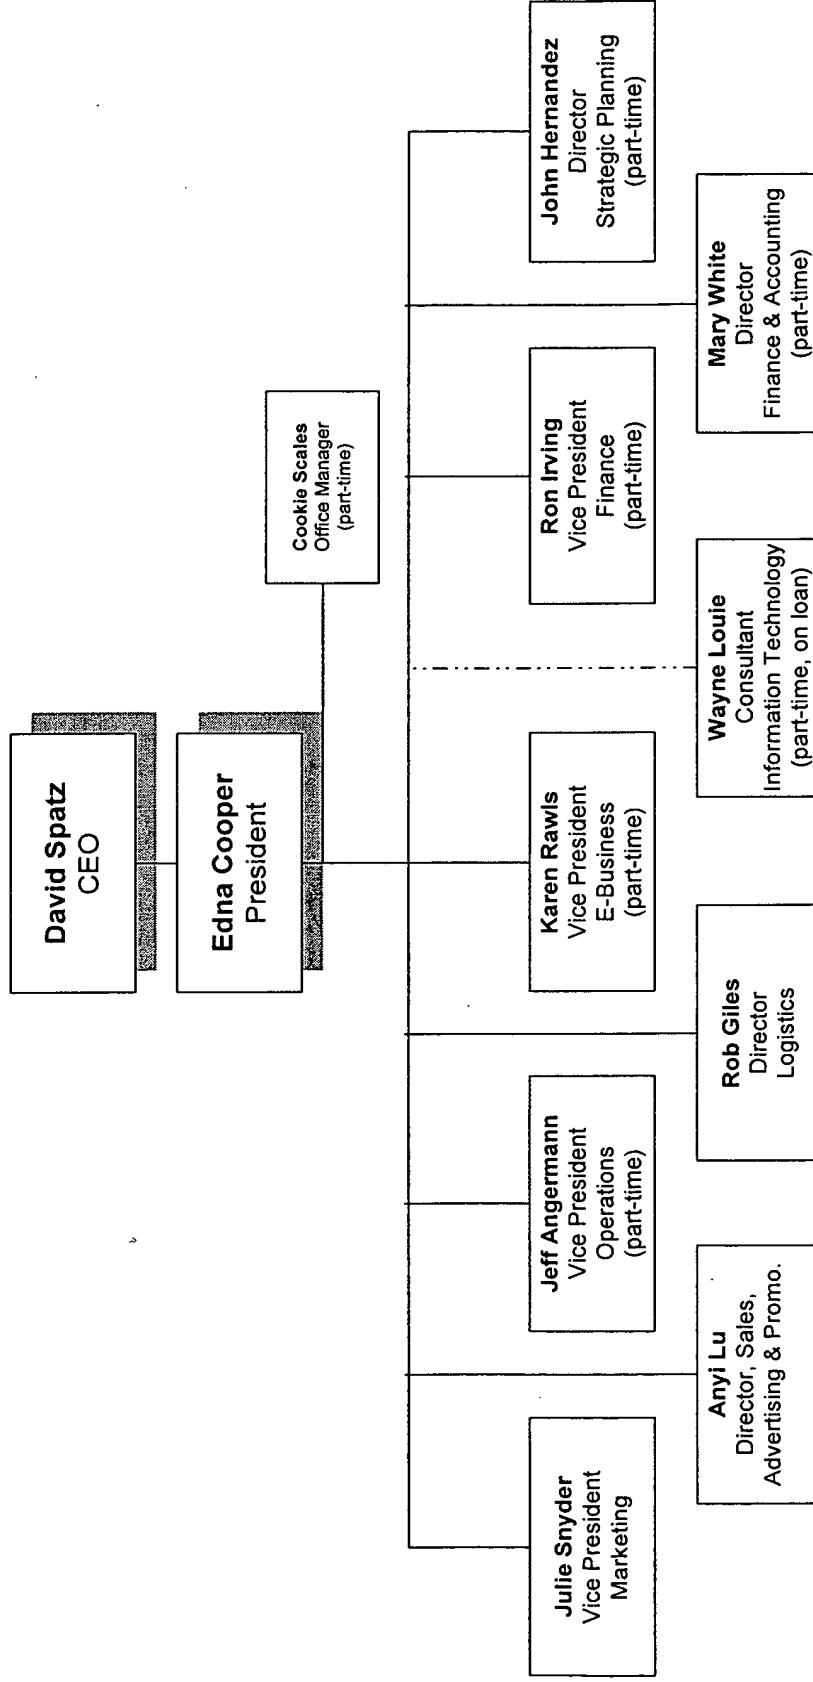 David Spatz
CEO
Edna Cooper
President
Cookie Scales
Office Manager
(part-time)
Julie Snyder
Vice President
Marketing
Jeff Angermann
Vice President
Operations
(part-time)
Karen Rawls
Vice President
E-Business
(part-time)
Ron Irving
Vice President
Finance
(part-time)
John Hernandez
Director
Strategic Planning
(part-time)
Anyi Lu
Director, Sales,
Advertising & Promo.
Rob Giles
Director
Logistics
Wayne Louie
Consultant
Information Technology
(part-time, on loan)
Mary White
Director
Finance & Accounting
(part-time)